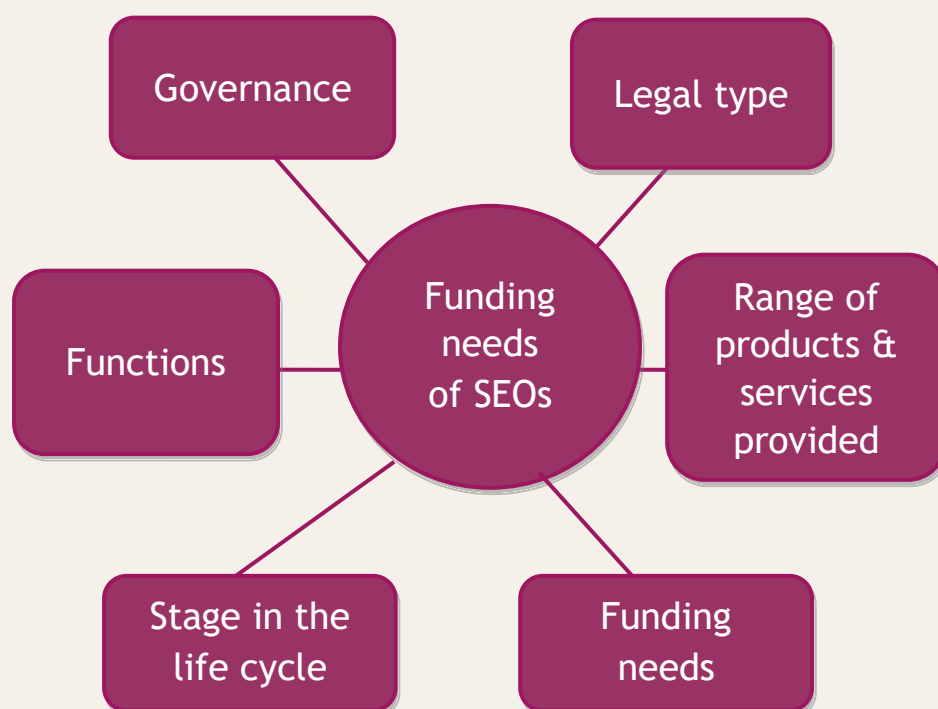 Governance
Legal type
Funding
needs
of SEOs
Functions
Range of
products &
services
provided
Stage in the
life cycle
Funding
needs